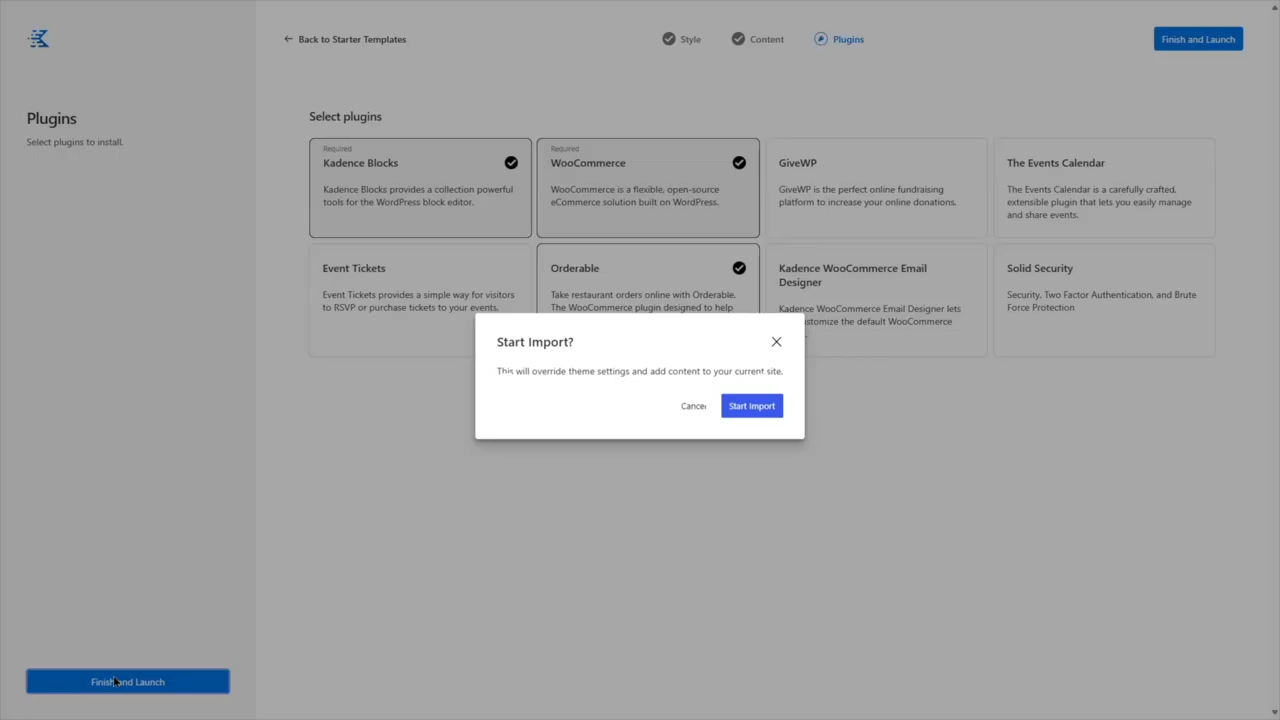 Back to Starter Templates
Style
Content
Plugins
Finish and Launch
Plugins
Select plugins to install.
Select plugins
Required
Kadence Blocks
Kadence Blocks provides a collection powerful
tools for the WordPress block editor.
Required
WooCommerce
WooCommerce is a flexible, open-source
eCommerce solution built on WordPress.
GiveWP
GiveWP is the perfect online fundraising
platform to increase your online donations.
The Events Calendar
The Events Calendar is a carefully crafted,
extensible plugin that lets you easily manage
and share events.
Event Tickets
Event Tickets provides a simple way for visitors
to RSVP or purchase tickets to your events.
Orderable
Take restaurant orders online with Orderable.
The WooCommerce plugin designed to help
Kadence WooCommerce Email
Designer
Kadence WooCommerce Email Designer lets
customize the default WooCommerce
Solid Security
Security, Two Factor Authentication, and Brute
Force Protection
Start Import?
This will override theme settings and add content to your current site.
Cancel
Start Import
Finish and Launch